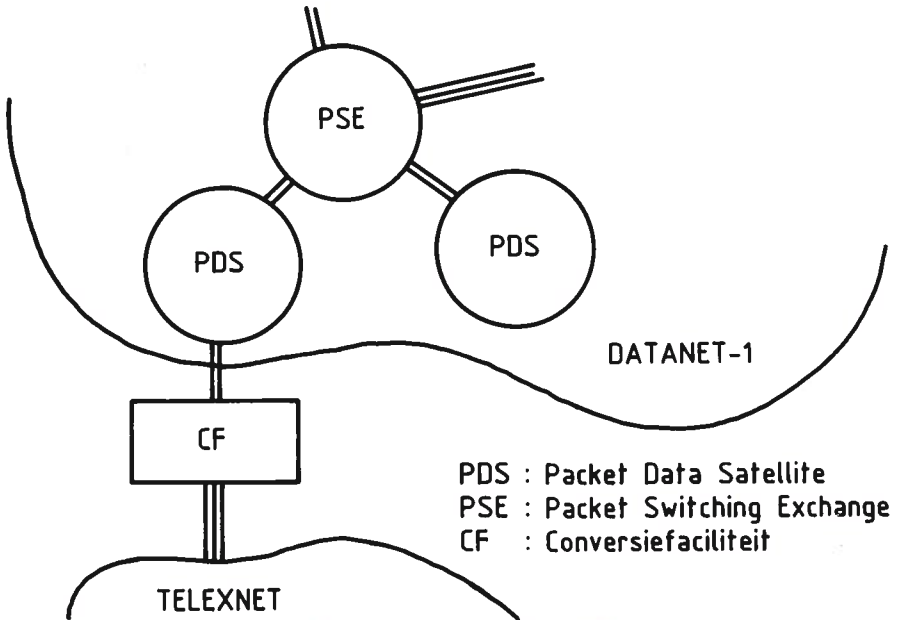 PSE
PDS
PDS
DATANET-1
CF
PDS : Packet Data Satellite
PSE : Packet Switching Exchange
CF : Conversiefaciliteit
TELEXNET